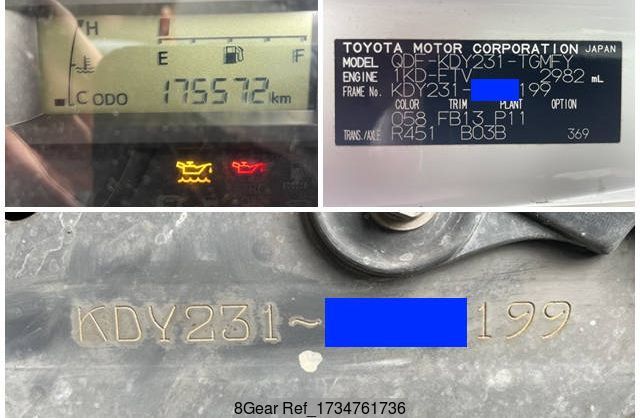 H
E F
C ODO 175572 km
TOYOTA MOTOR CORPORATION JAPAN
MODEL QDF-KDY231-TGMFY
ENGINE 1KD-FTV 2982 mL
FRAME No. KDY231- 199
COLOR TRIM PLANT OPTION
058 FB13 P11
TRANS./AXLE R451 B03B 369
KDY231- 199
8Gear Ref_1734761736